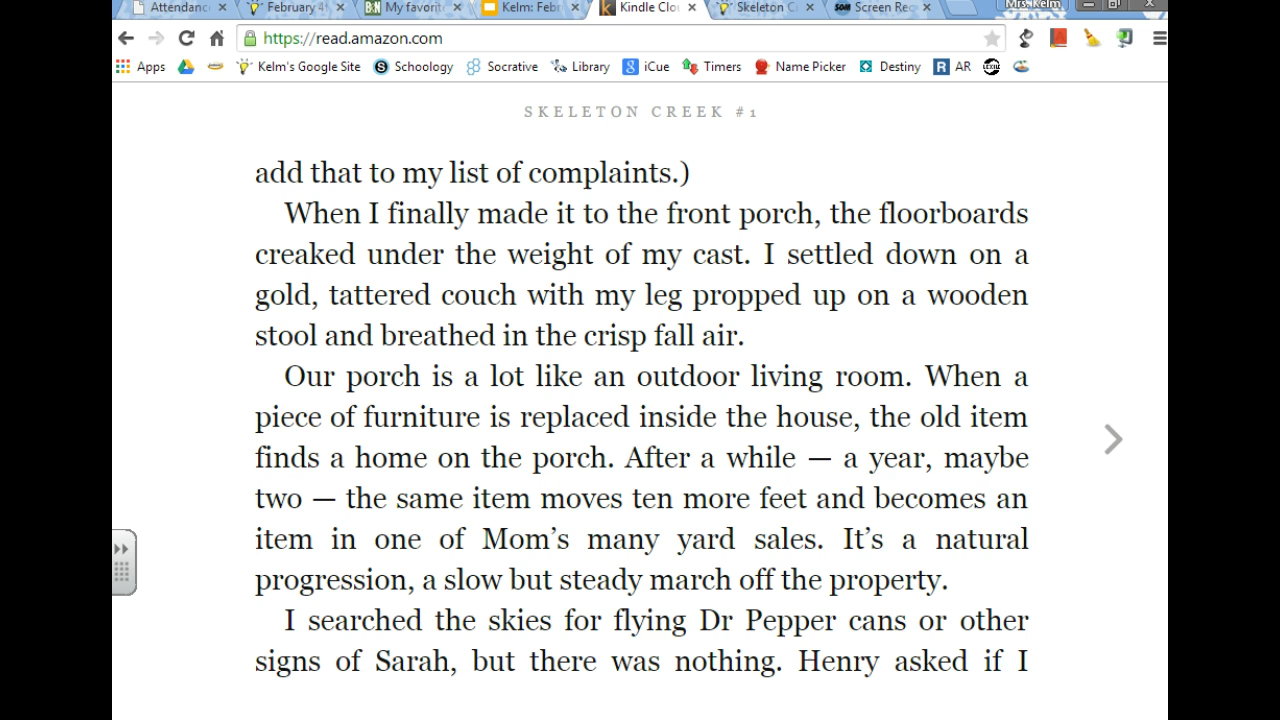 Attendanc
February 4t
B:N My favorit
Kelm: Febr
Kindle Clou
Skeleton C
SOM Screen Rec
Mrs. Kelm
https://read.amazon.com
Apps
Kelm's Google Site
S Schoology
Socrative
Library
8 iCue
Timers
Name Picker
Destiny
R AR
SKELETON CREEK #1
add that to my list of complaints.)
When I finally made it to the front porch, the floorboards
creaked under the weight of my cast. I settled down on a
gold, tattered couch with my leg propped up on a wooden
stool and breathed in the crisp fall air.
Our porch is a lot like an outdoor living room. When a
piece of furniture is replaced inside the house, the old item
finds a home on the porch. After a while — a year, maybe
two — the same item moves ten more feet and becomes an
item in one of Mom’s many yard sales. It’s a natural
progression, a slow but steady march off the property.
I searched the skies for flying Dr Pepper cans or other
signs of Sarah, but there was nothing. Henry asked if I